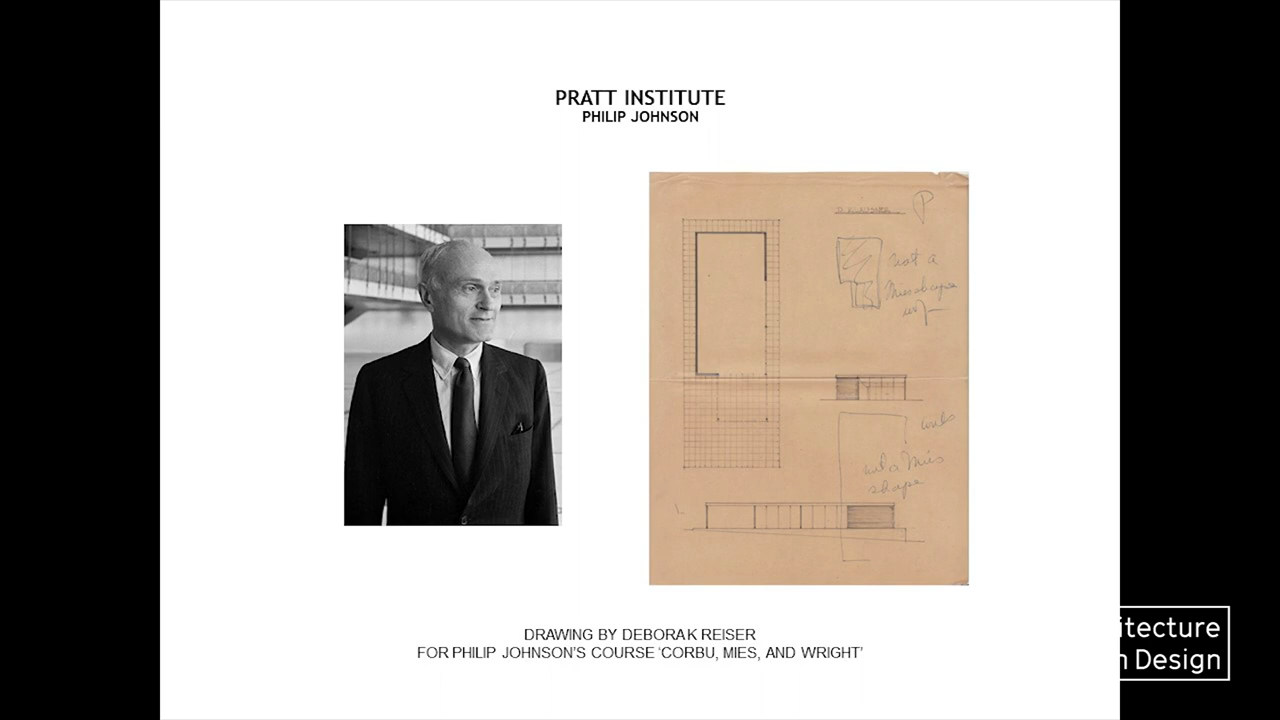 PRATT INSTITUTE
PHILIP JOHNSON
P
not a
Mies shape
not a Mies
shape
DRAWING BY DEBORAK REISER
FOR PHILIP JOHNSON'S COURSE 'CORBU, MIES, AND WRIGHT'
itecture
n Design